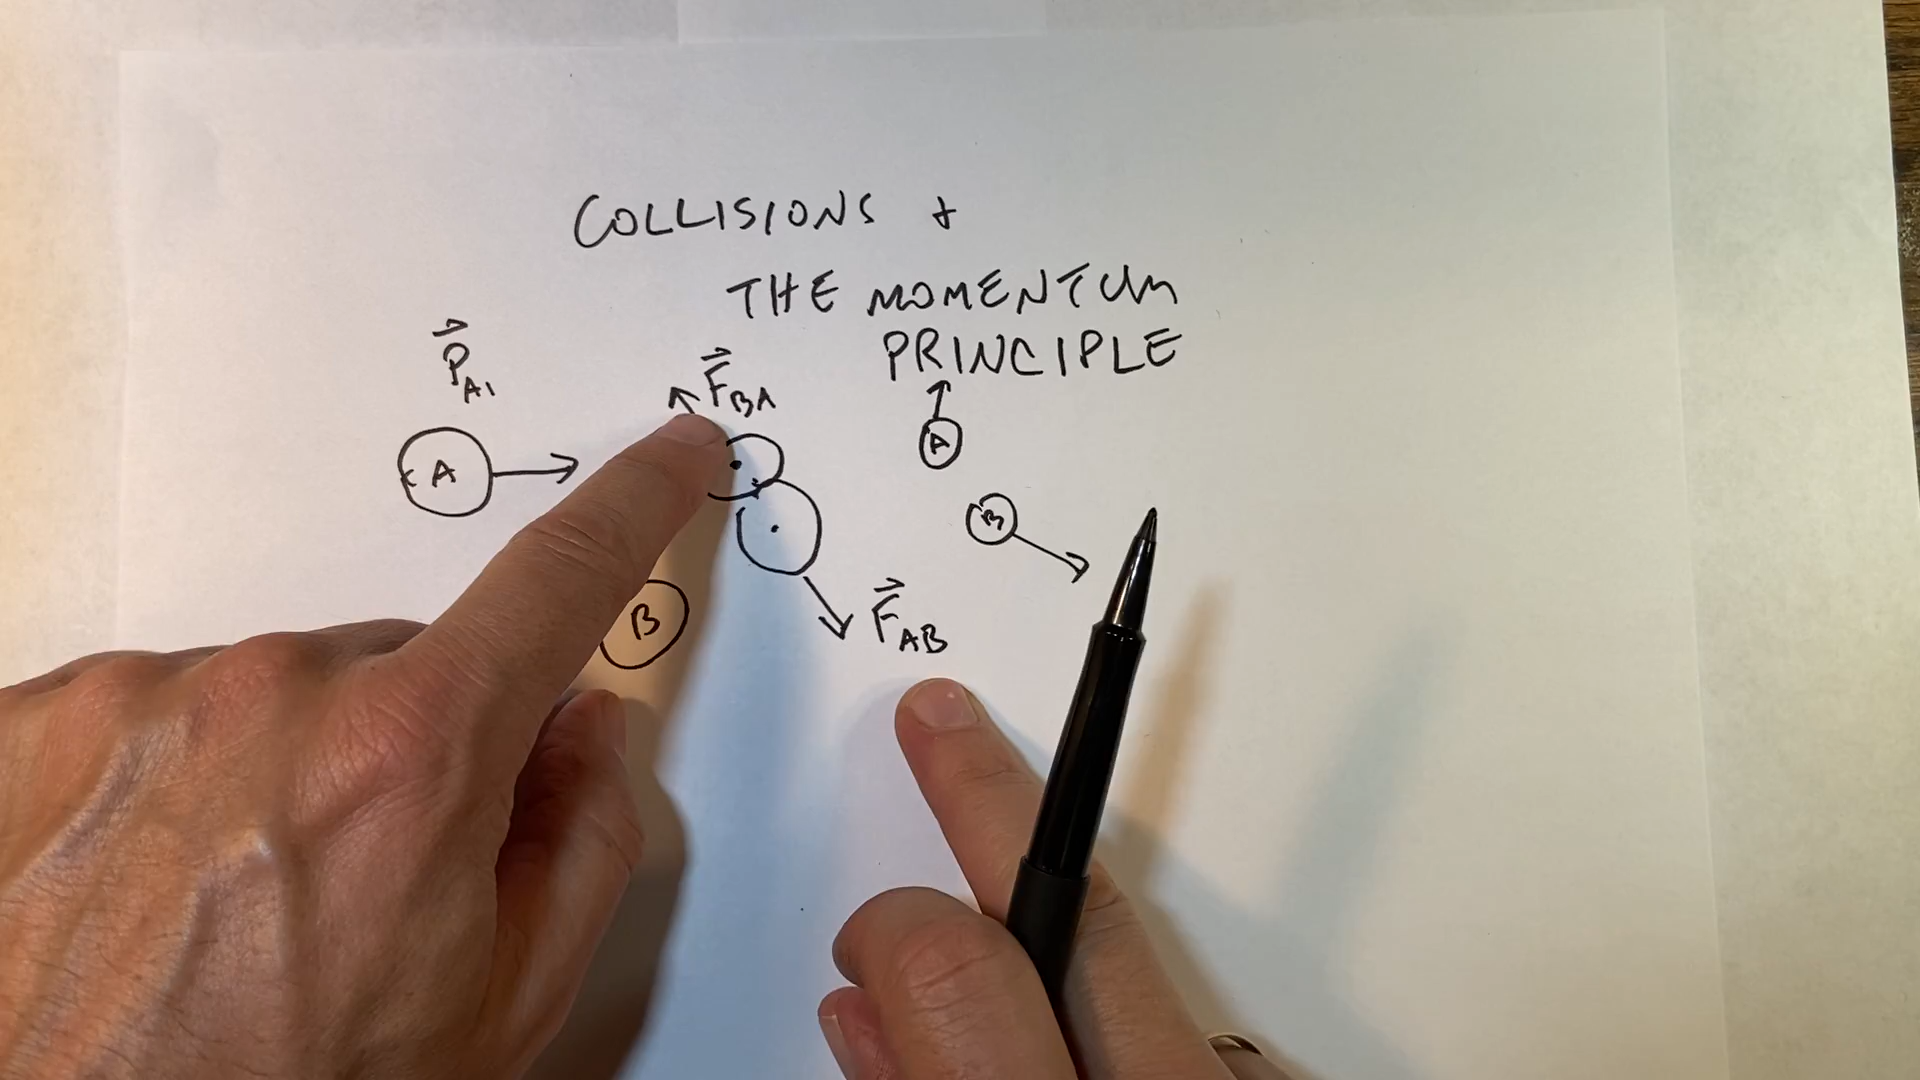 COLLISIONS +
THE MOMENTUM
PRINCIPLE
P⃗A1
F⃗BA
A
A
B
B
F⃗AB